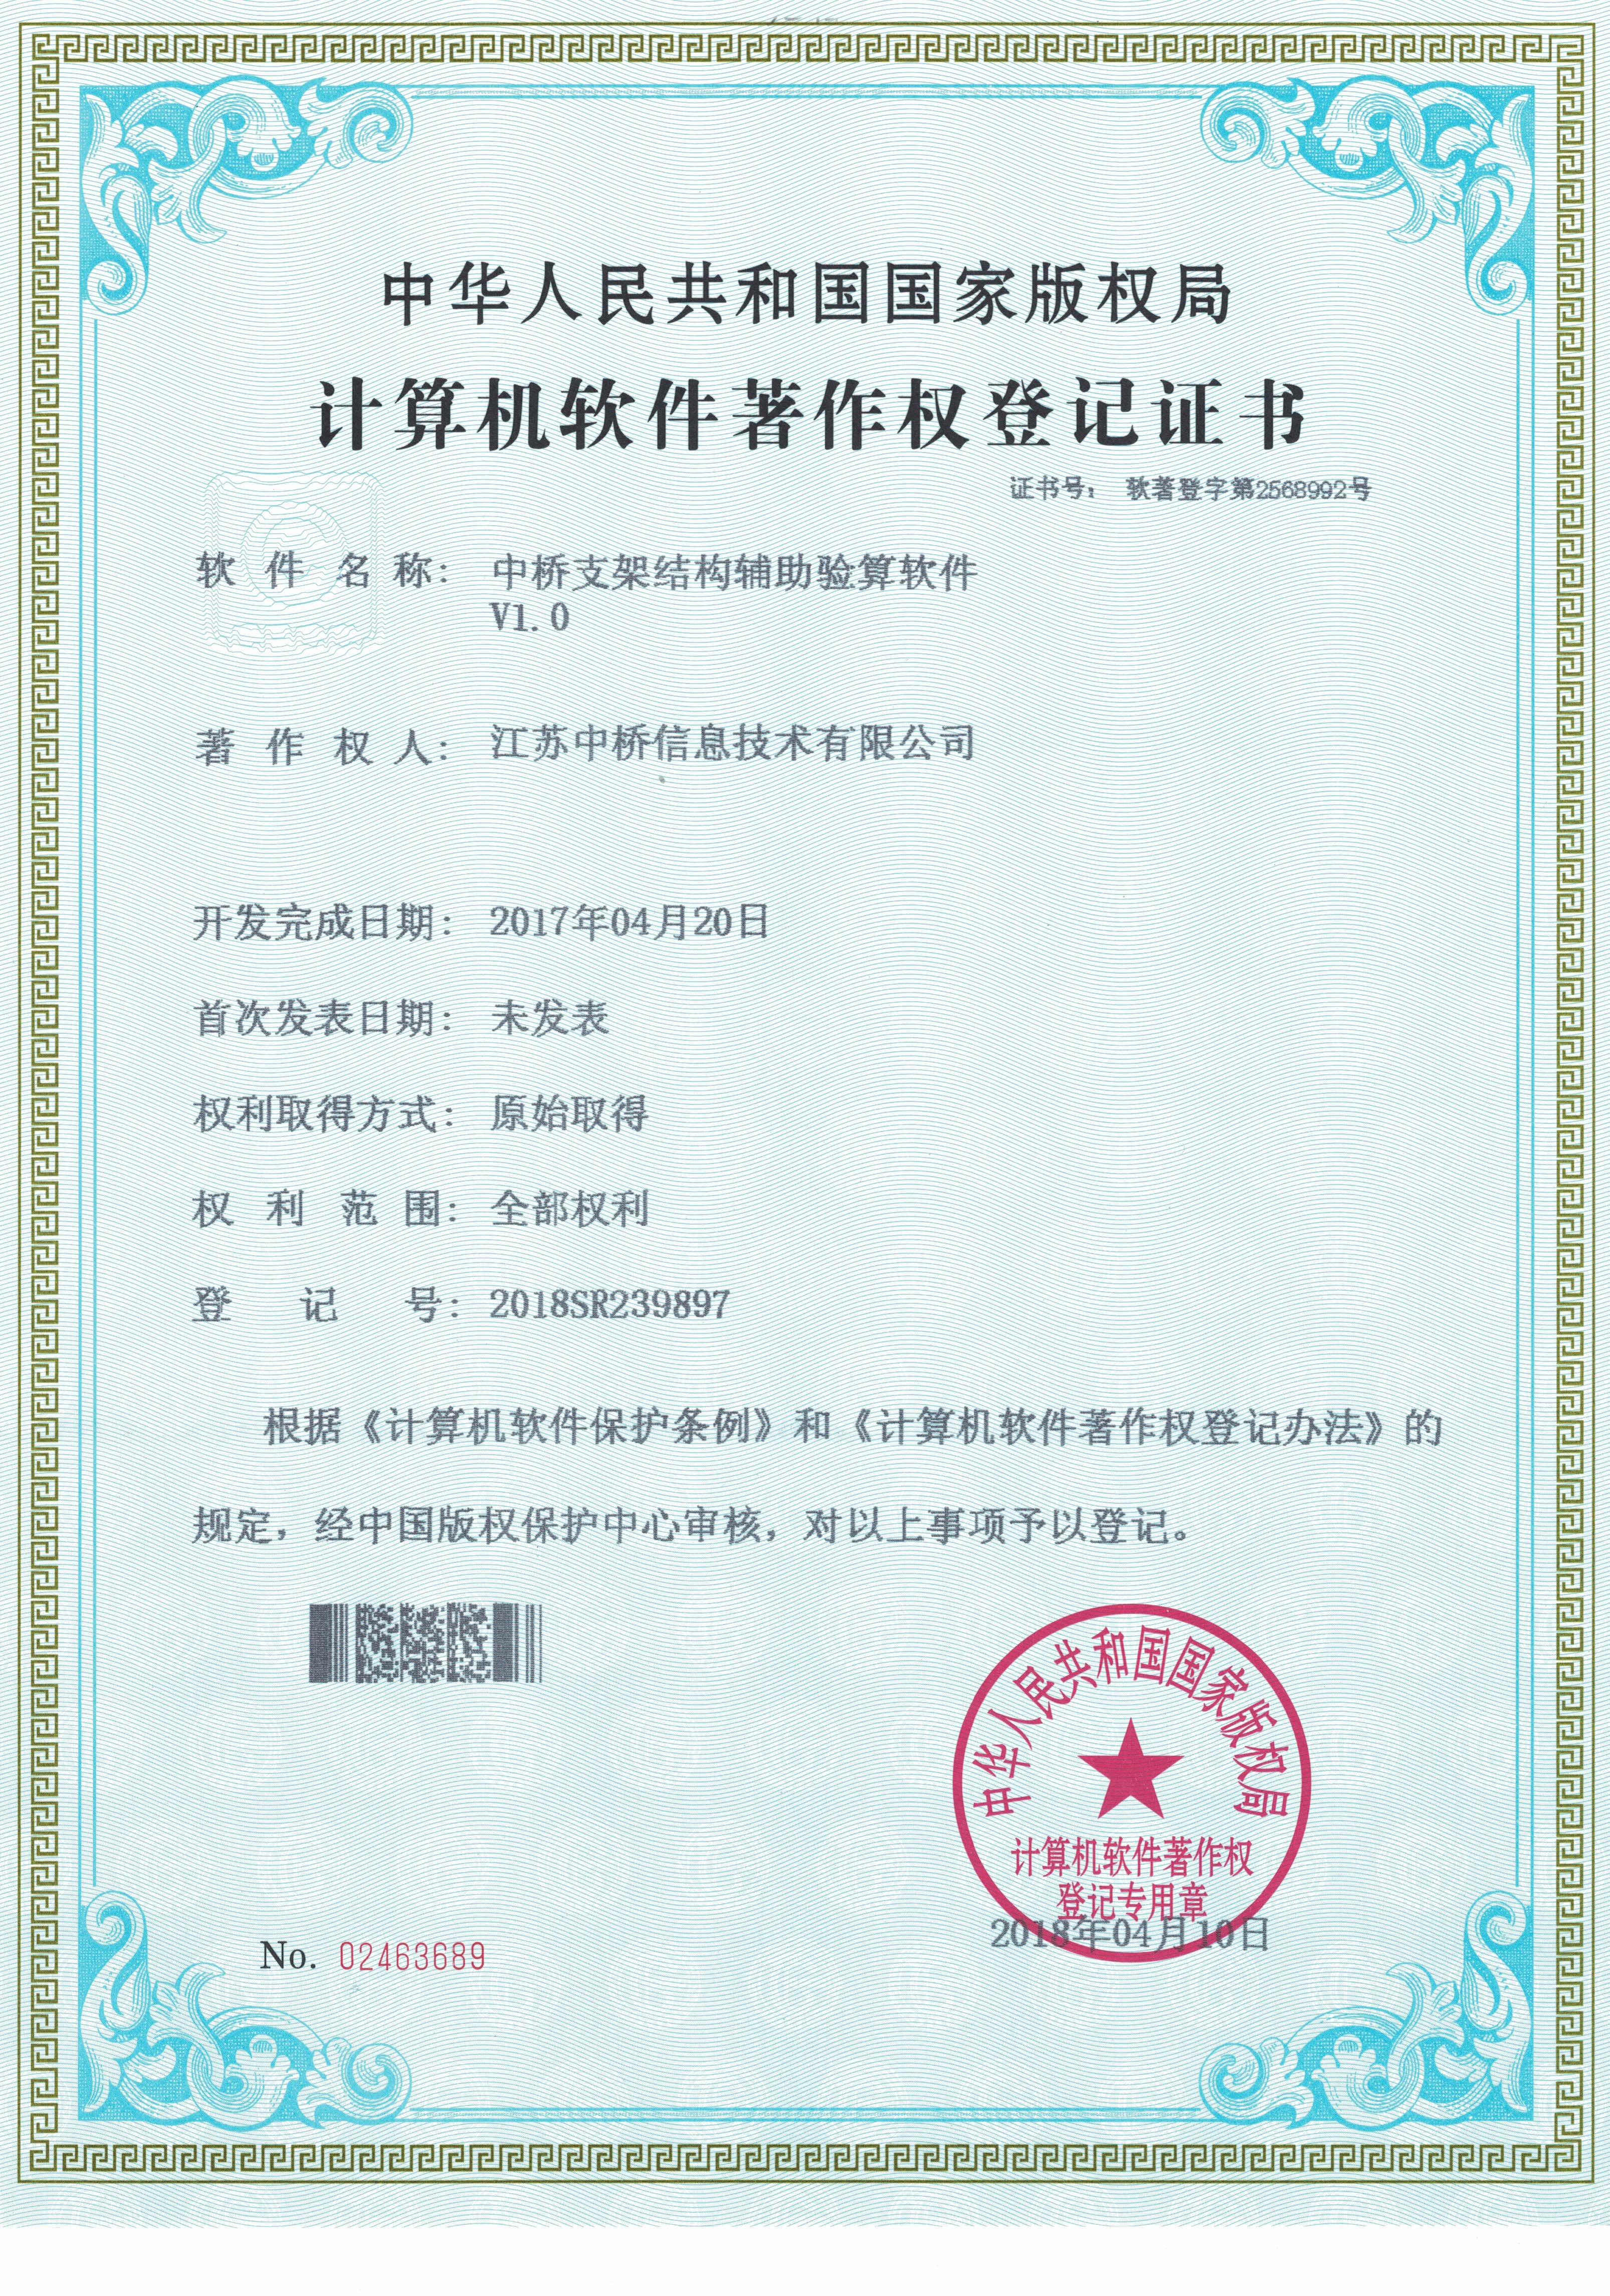 中华人民共和国国家版权局
计算机软件著作权登记证书
证书号： 软著登字第2568992号
软件名称： 中桥支架结构辅助验算软件
V1.0
著作权人： 江苏中桥信息技术有限公司
开发完成日期： 2017年04月20日
首次发表日期： 未发表
权利取得方式： 原始取得
权利范围： 全部权利
登记号： 2018SR239897
根据《计算机软件保护条例》和《计算机软件著作权登记办法》的
规定，经中国版权保护中心审核，对以上事项予以登记。
中华人民共和国国家版权局
计算机软件著作权
登记专用章
2018年04月10日
No. 02463689